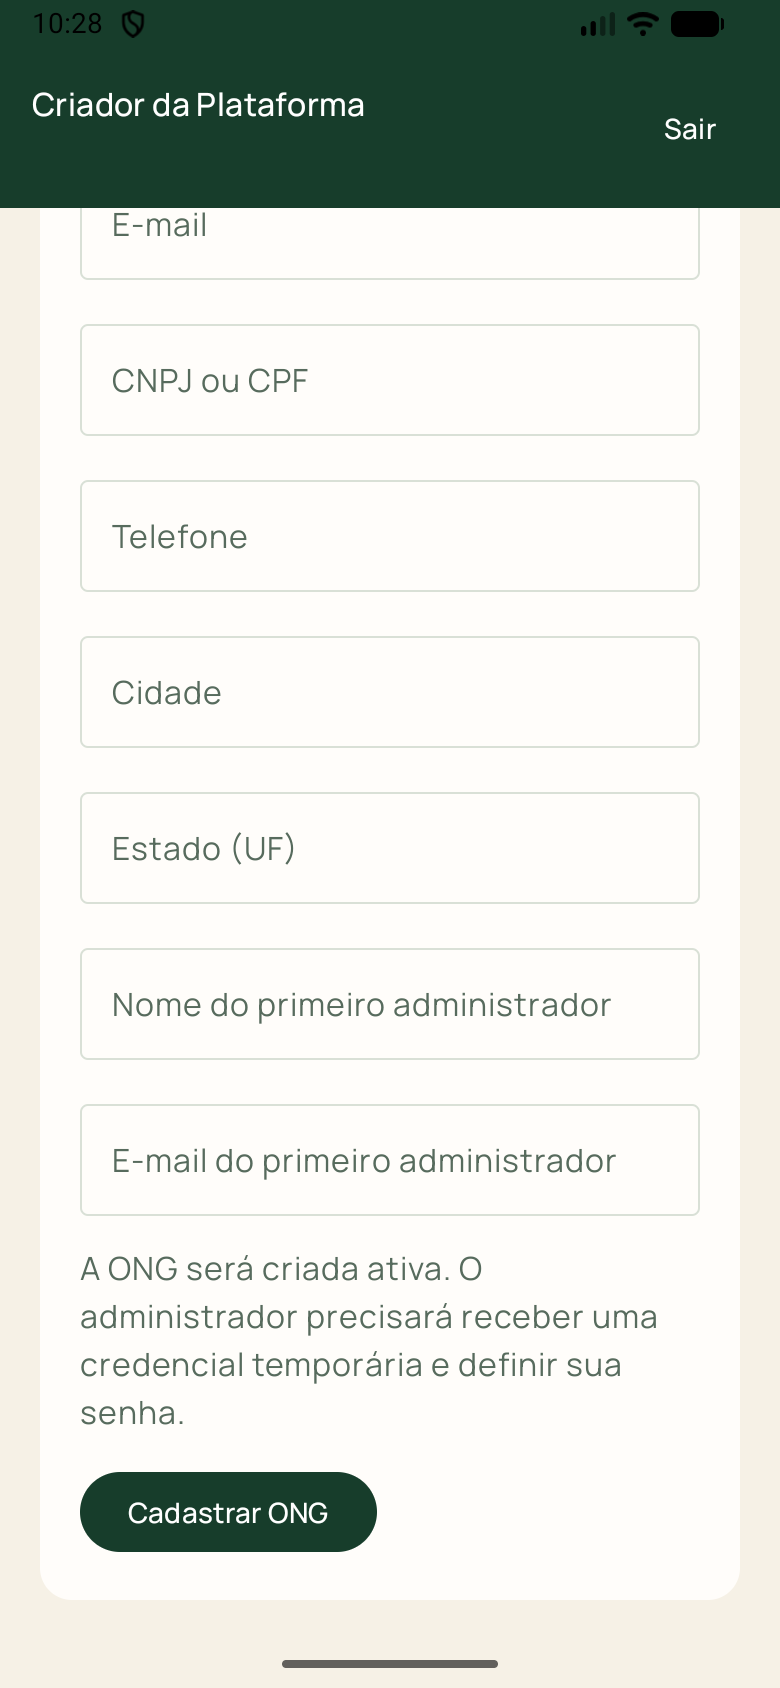 10:28
Criador da Plataforma
Sair
E-mail
CNPJ ou CPF
Telefone
Cidade
Estado (UF)
Nome do primeiro administrador
E-mail do primeiro administrador
A ONG será criada ativa. O
administrador precisará receber uma
credencial temporária e definir sua
senha.
Cadastrar ONG